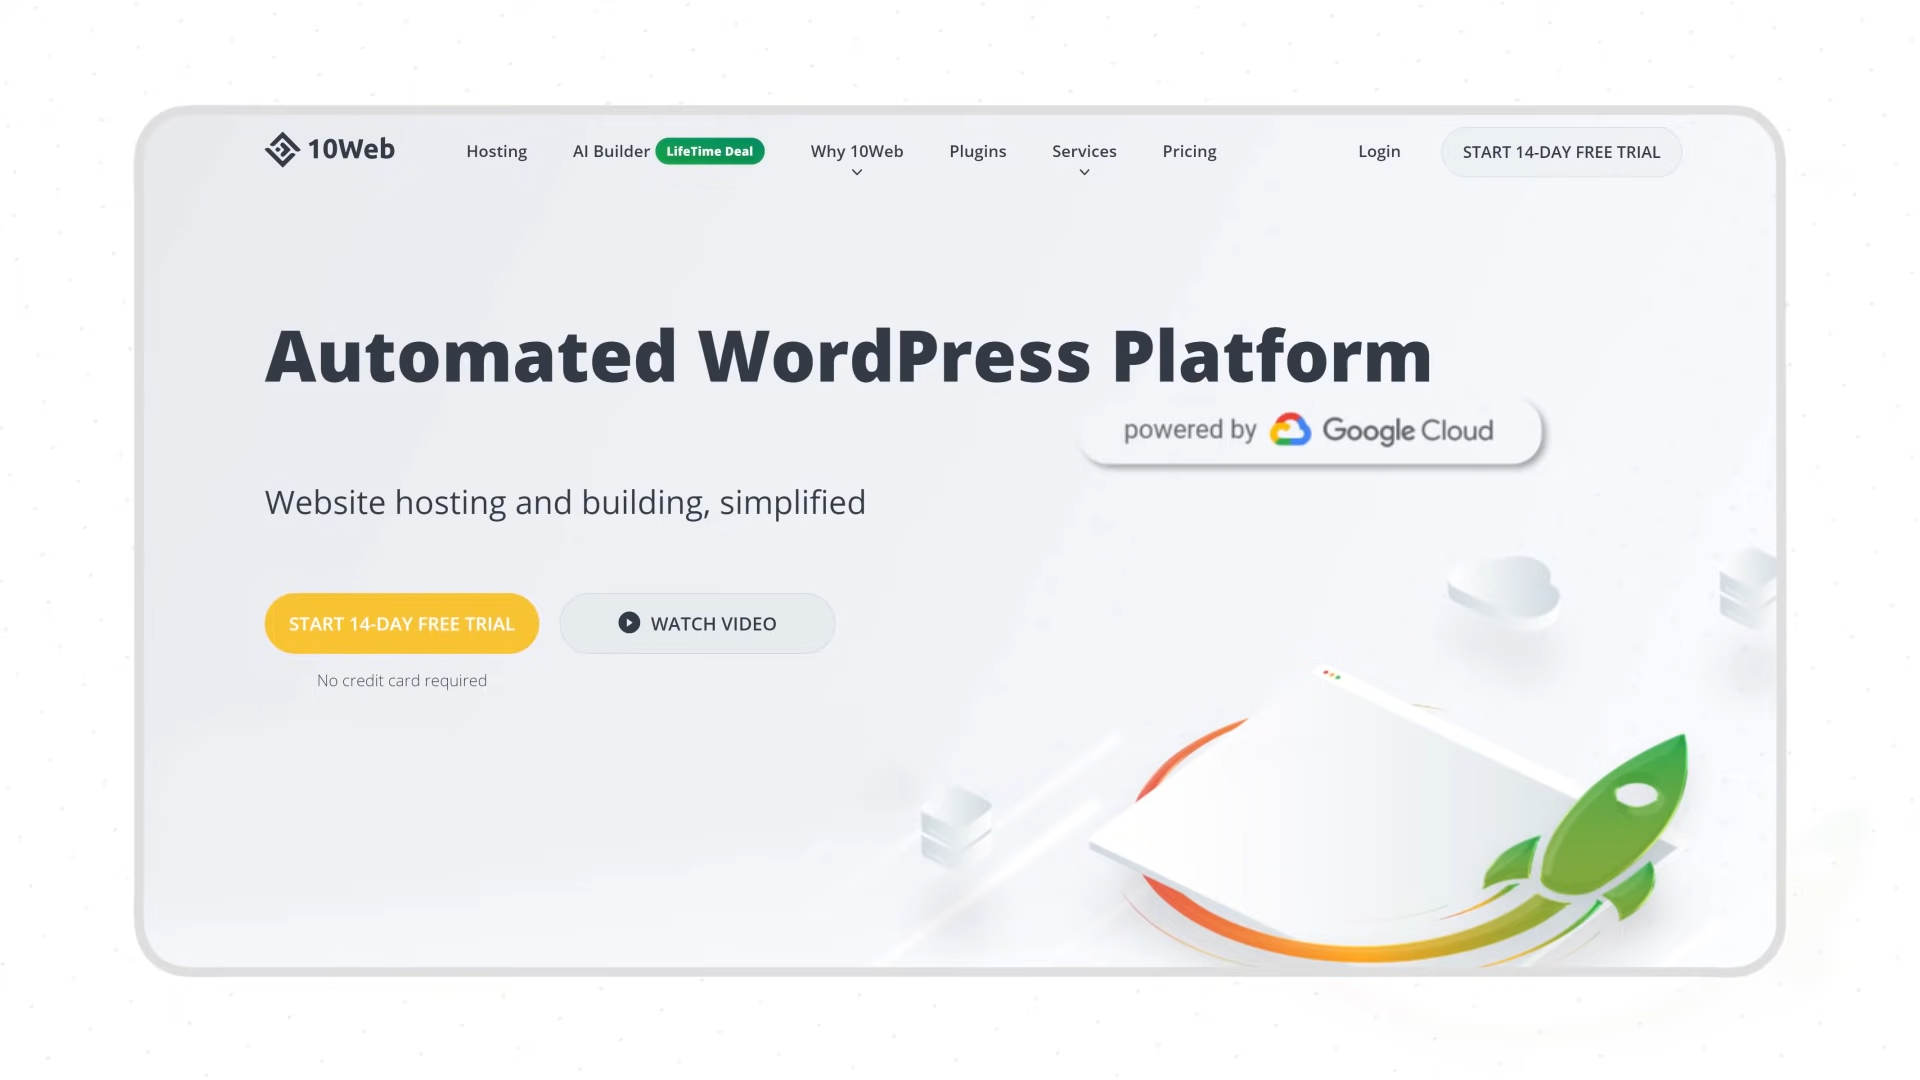 10Web
Hosting
AI Builder LifeTime Deal
Why 10Web
Plugins
Services
Pricing
Login
START 14-DAY FREE TRIAL
Automated WordPress Platform
powered by Google Cloud
Website hosting and building, simplified
START 14-DAY FREE TRIAL
WATCH VIDEO
No credit card required